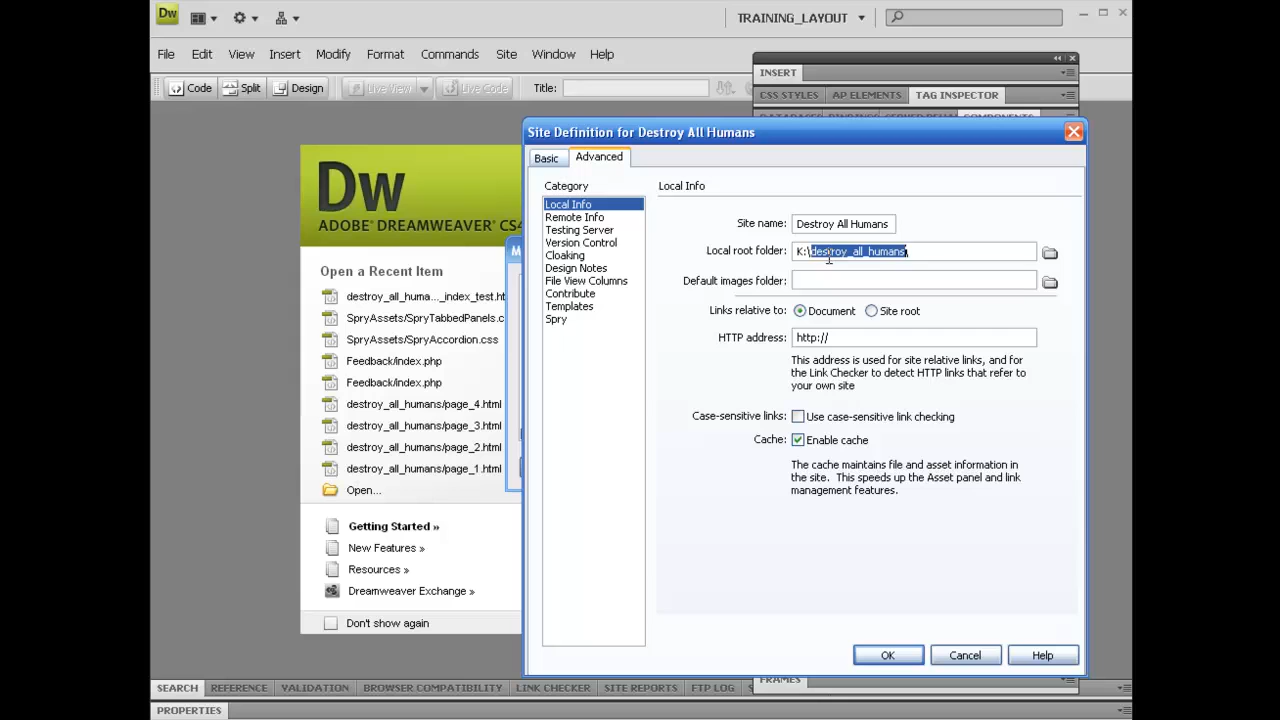 Dw
TRAINING_LAYOUT
File Edit View Insert Modify Format Commands Site Window Help
Code Split Design Live View Live Code Title:
INSERT
CSS STYLES AP ELEMENTS TAG INSPECTOR
Site Definition for Destroy All Humans
Basic Advanced
Category
Local Info
Remote Info
Testing Server
Version Control
Cloaking
Design Notes
File View Columns
Contribute
Templates
Spry
Local Info
Site name: Destroy All Humans
Local root folder: K:\destroy_all_humans\
Default images folder:
Links relative to: Document Site root
HTTP address: http://
This address is used for site relative links, and for
the Link Checker to detect HTTP links that refer to
your own site
Case-sensitive links: Use case-sensitive link checking
Cache: Enable cache
The cache maintains file and asset information in
the site. This speeds up the Asset panel and link
management features.
OK Cancel Help
Dw
ADOBE® DREAMWEAVER® CS4
Open a Recent Item
destroy_all_huma..._index_test.ht
SpryAssets/SpryTabbedPanels.c
SpryAssets/SpryAccordion.css
Feedback/index.php
Feedback/index.php
destroy_all_humans/page_4.html
destroy_all_humans/page_3.html
destroy_all_humans/page_2.html
destroy_all_humans/page_1.html
Open...
Getting Started »
New Features »
Resources »
Dreamweaver Exchange »
Don't show again
FRAMES
SEARCH REFERENCE VALIDATION BROWSER COMPATIBILITY LINK CHECKER SITE REPORTS FTP LOG
PROPERTIES